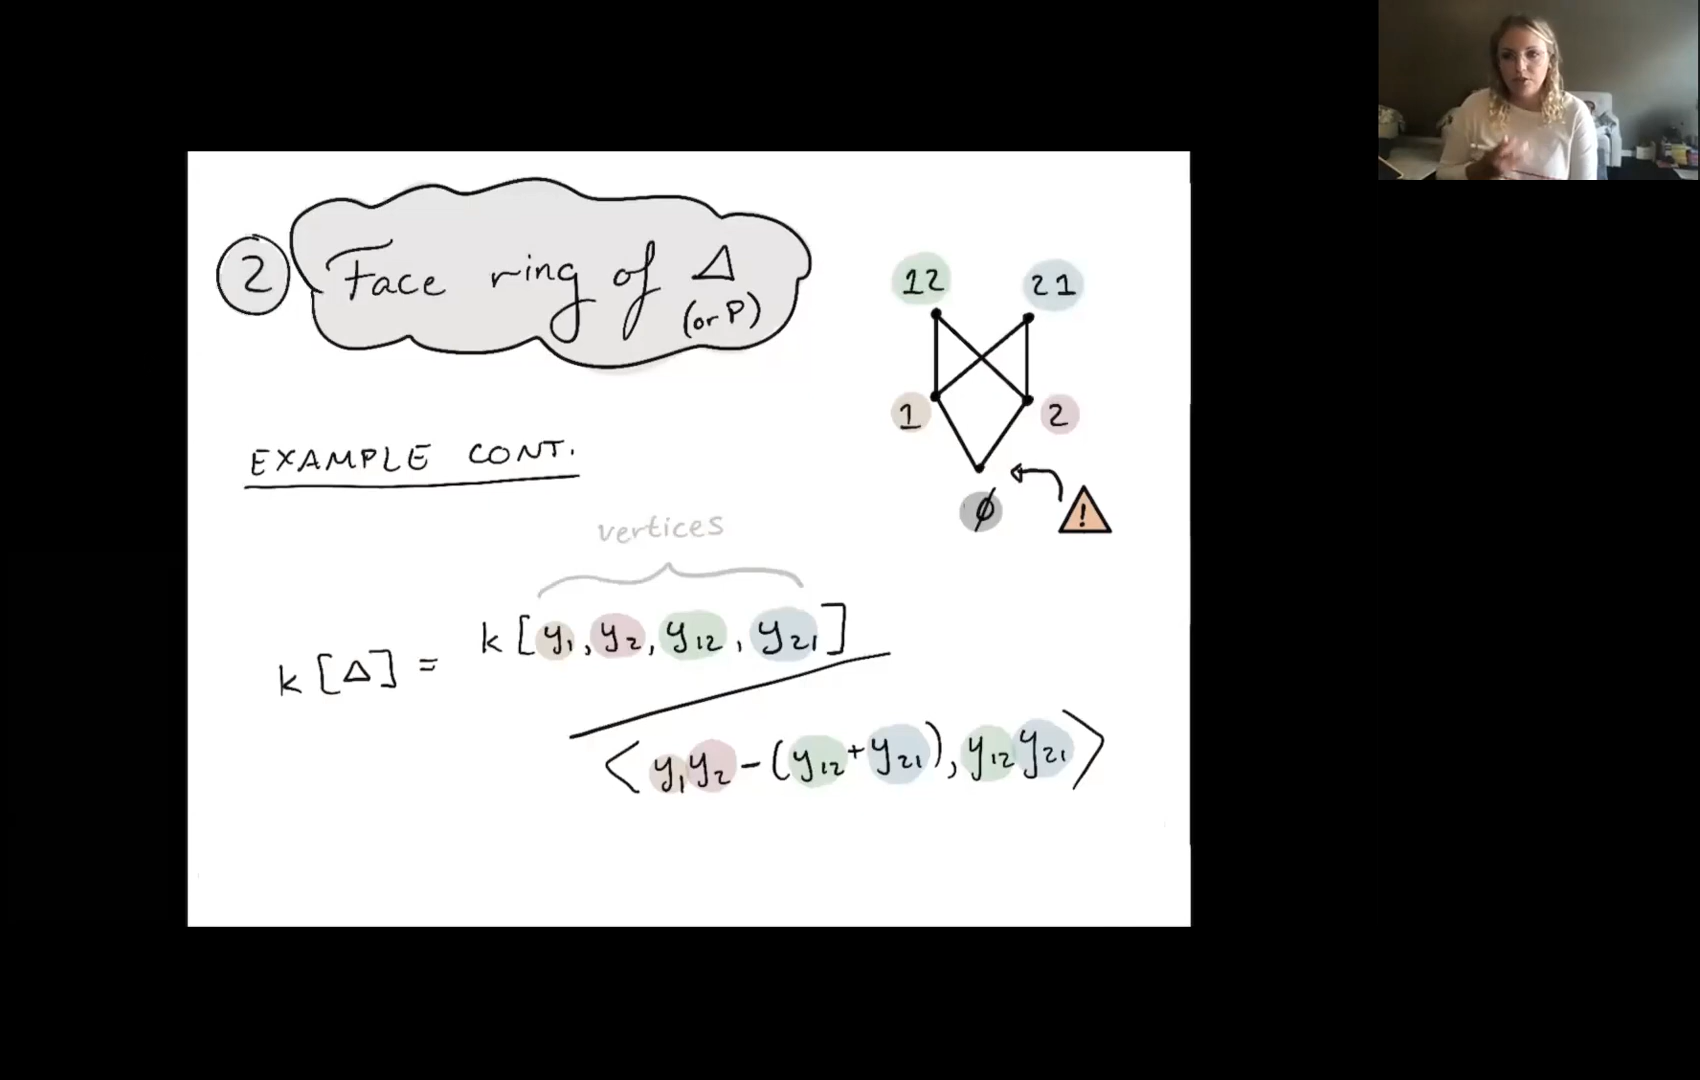 2 Face ring of Δ
(or P)
12 21
1 2
∅ !
EXAMPLE CONT.
vertices
k[Δ] = k[y₁, y₂, y₁₂, y₂₁]
⟨y₁y₂ - (y₁₂ + y₂₁), y₁₂y₂₁⟩